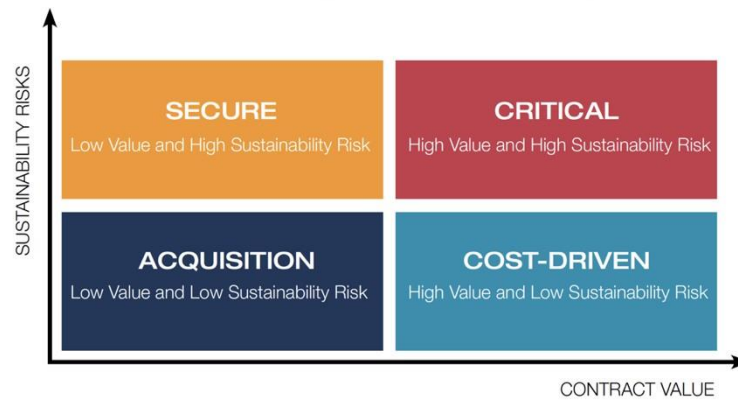 SUSTAINABILITY RISKS
SECURE
Low Value and High Sustainability Risk
CRITICAL
High Value and High Sustainability Risk
ACQUISITION
Low Value and Low Sustainability Risk
COST-DRIVEN
High Value and Low Sustainability Risk
CONTRACT VALUE